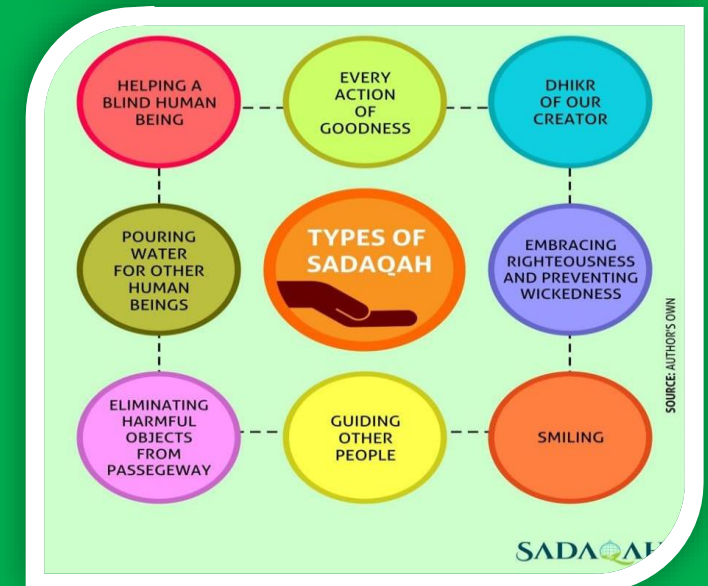 HELPING A
BLIND HUMAN
BEING
EVERY
ACTION
OF
GOODNESS
DHIKR
OF OUR
CREATOR
POURING
WATER
FOR OTHER
HUMAN
BEINGS
TYPES OF
SADAQAH
EMBRACING
RIGHTEOUSNESS
AND PREVENTING
WICKEDNESS
SOURCE: AUTHOR'S OWN
ELIMINATING
HARMFUL
OBJECTS
FROM
PASSEGEWAY
GUIDING
OTHER
PEOPLE
SMILING